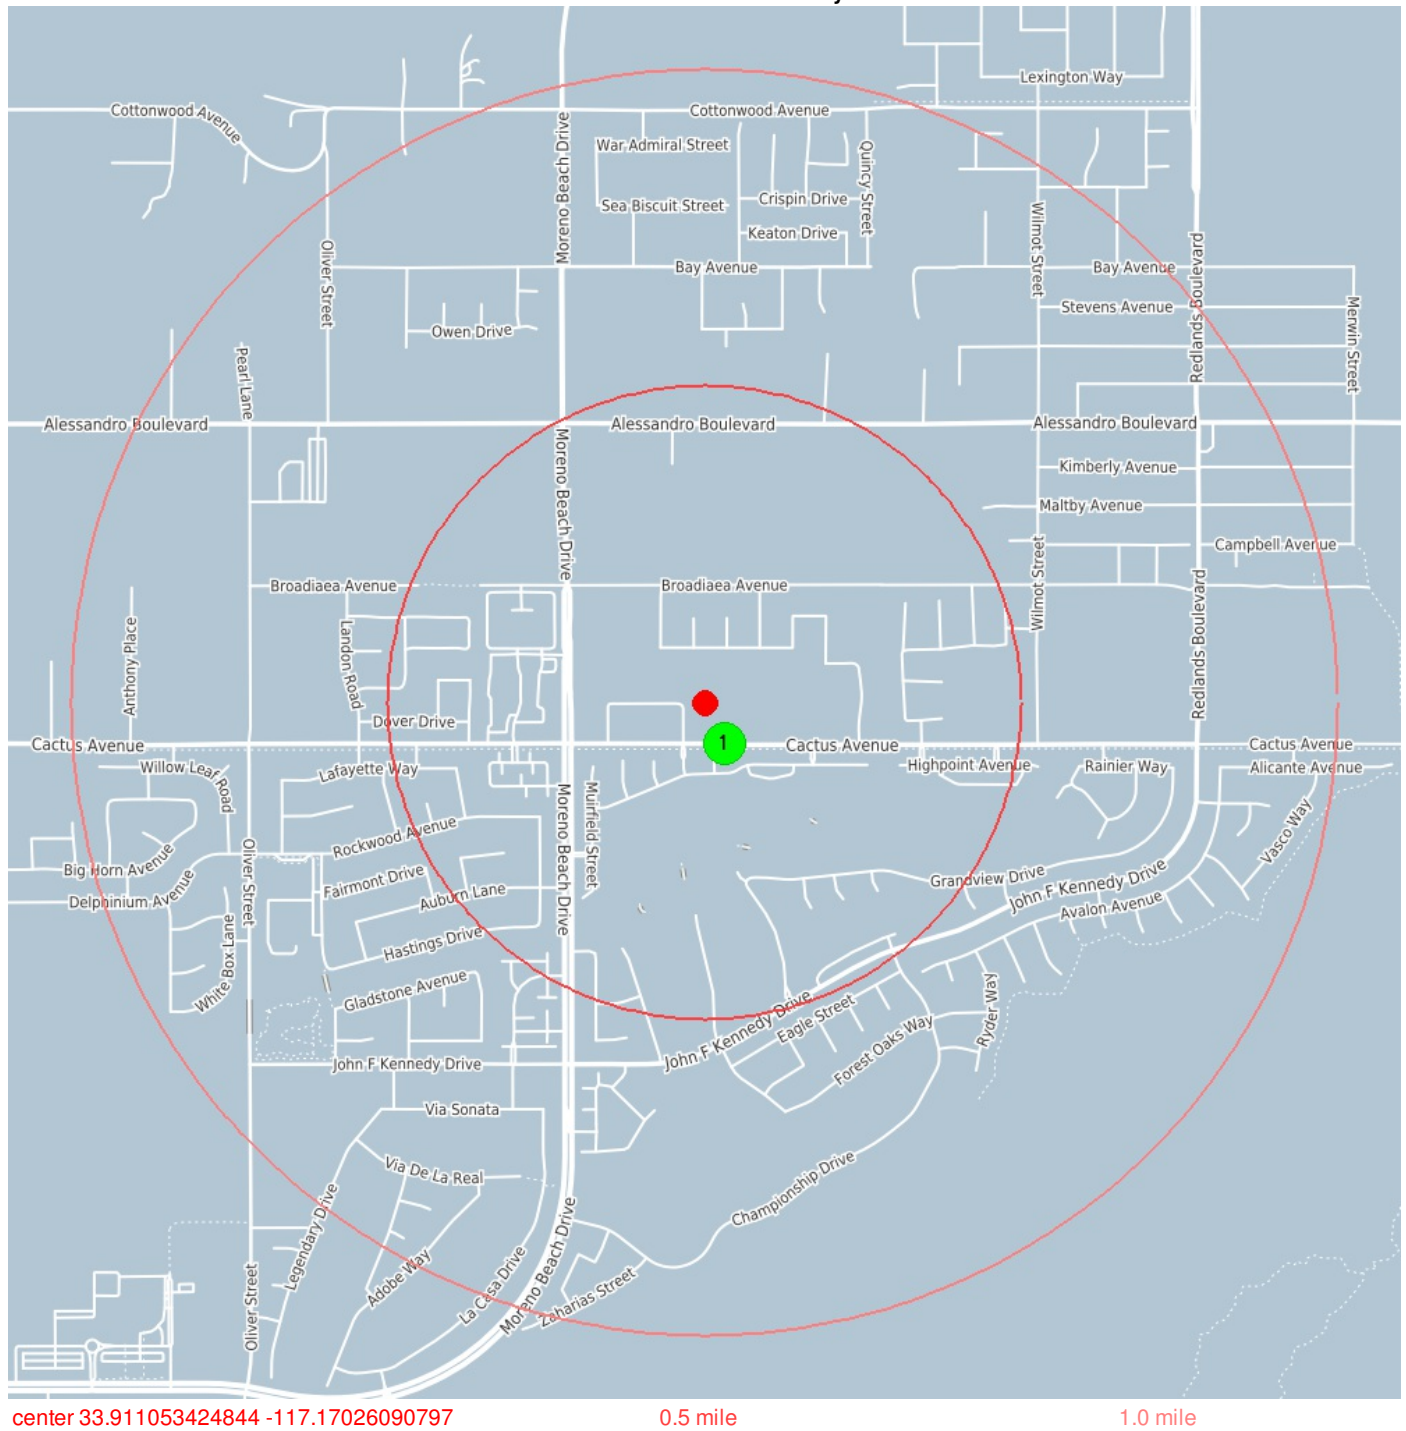 Lexington Way
Cottonwood Avenue
Cottonwood Avenue
Moreno Beach Drive
War Admiral Street
Quincy Street
Sea Biscuit Street
Crispin Drive
Wilmot Street
Keaton Drive
Oliver Street
Bay Avenue
Bay Avenue
Redlands Boulevard
Stevens Avenue
Merwin Street
Owen Drive
Pearl Lane
Alessandro Boulevard
Alessandro Boulevard
Alessandro Boulevard
Moreno Beach Drive
Kimberly Avenue
Maltby Avenue
Campbell Avenue
Wilmot Street
Broadiaea Avenue
Broadiaea Avenue
Redlands Boulevard
Anthony Place
Landon Road
Dover Drive
1
Cactus Avenue
Cactus Avenue
Cactus Avenue
Willow Leaf Road
Lafayette Way
Highpoint Avenue
Rainier Way
Alicante Avenue
Muirfield Street
Moreno Beach Drive
Vasco Way
Rockwood Avenue
Oliver Street
Big Horn Avenue
Fairmont Drive
Grandview Drive
John F Kennedy Drive
Delphinium Avenue
Auburn Lane
Avalon Avenue
White Box Lane
Hastings Drive
Gladstone Avenue
Ryder Way
Eagle Street
John F Kennedy Drive
Forest Oaks Way
John F Kennedy Drive
Via Sonata
Via De La Real
Championship Drive
Legendary Drive
Moreno Beach Drive
Adobe Way
La Casa Drive
Zaharias Street
Oliver Street
center 33.911053424844 -117.17026090797
0.5 mile
1.0 mile